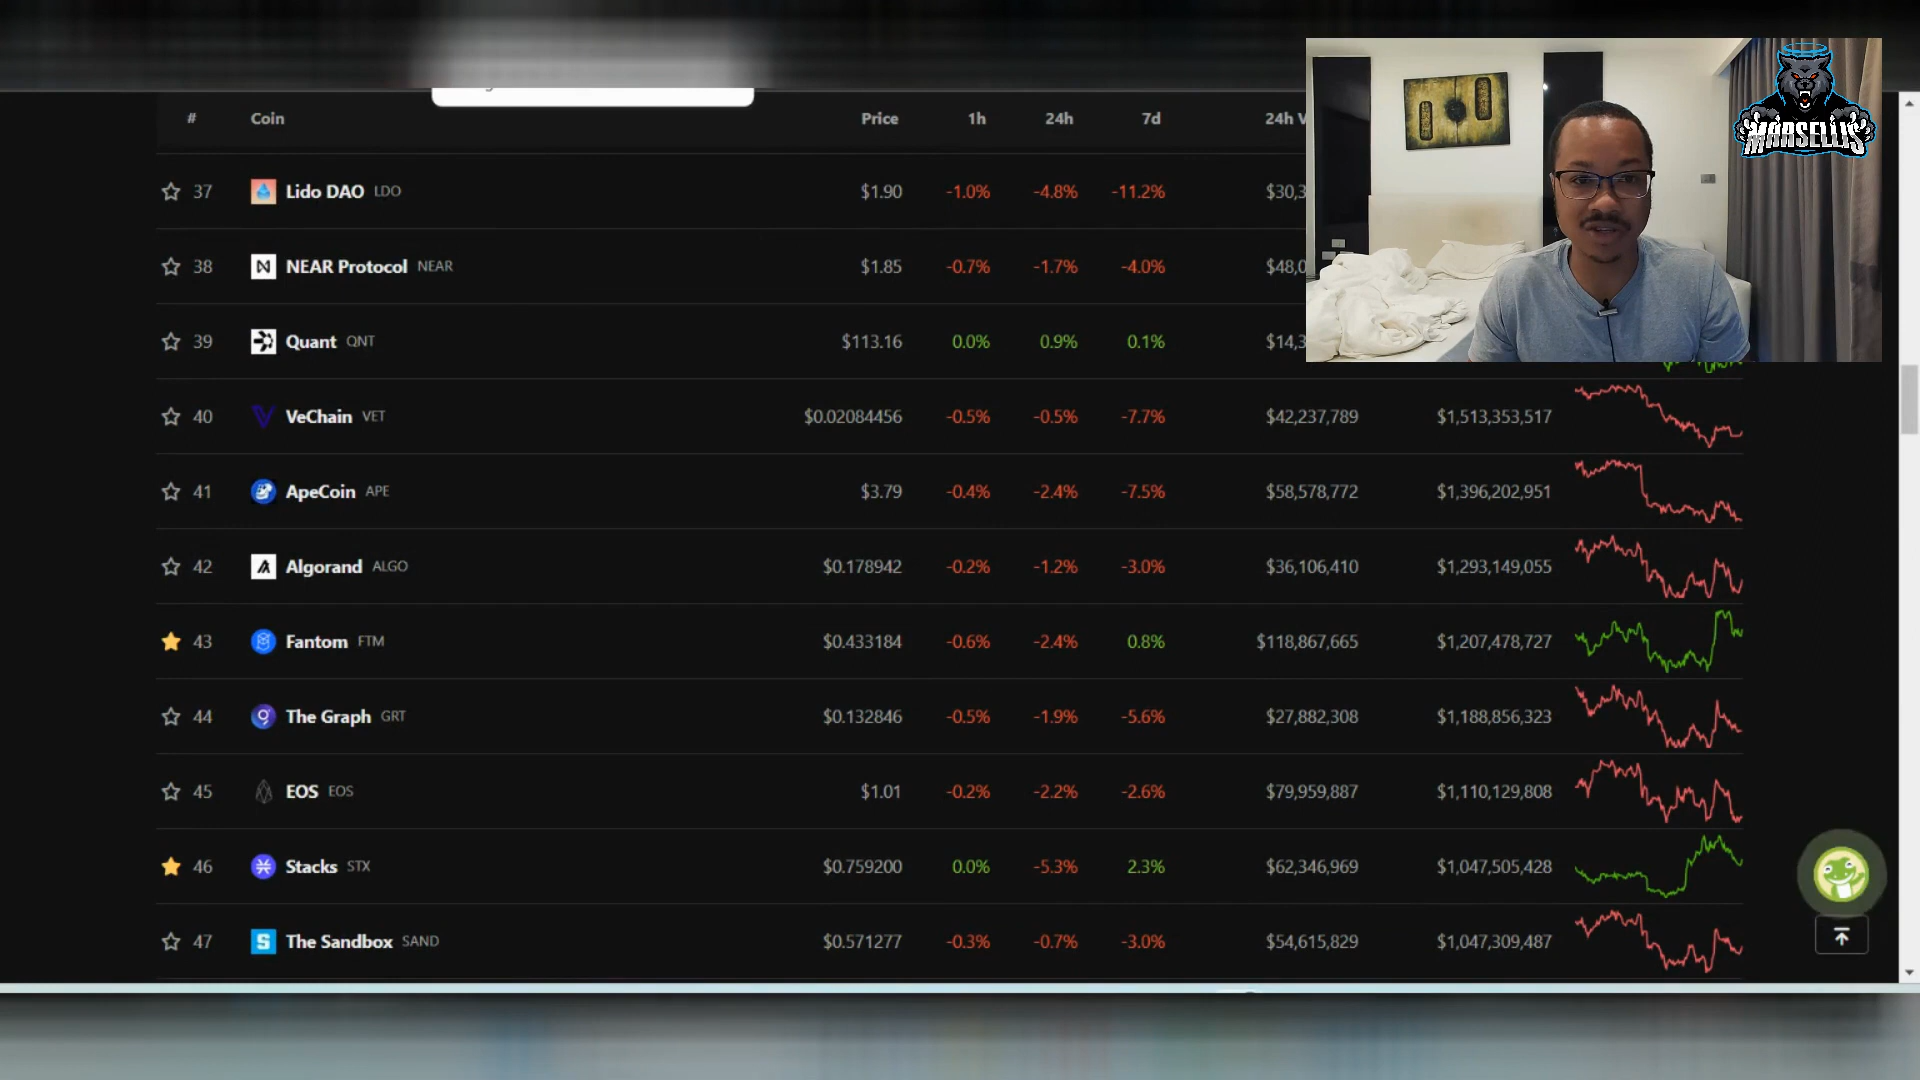 # Coin Price 1h 24h 7d 24h V
37 Lido DAO LDO $1.90 -1.0% -4.8% -11.2% $30,3
38 NEAR Protocol NEAR $1.85 -0.7% -1.7% -4.0% $48,0
39 Quant QNT $113.16 0.0% 0.9% 0.1% $14,3
40 VeChain VET $0.02084456 -0.5% -0.5% -7.7% $42,237,789 $1,513,353,517
41 ApeCoin APE $3.79 -0.4% -2.4% -7.5% $58,578,772 $1,396,202,951
42 Algorand ALGO $0.178942 -0.2% -1.2% -3.0% $36,106,410 $1,293,149,055
43 Fantom FTM $0.433184 -0.6% -2.4% 0.8% $118,867,665 $1,207,478,727
44 The Graph GRT $0.132846 -0.5% -1.9% -5.6% $27,882,308 $1,188,856,323
45 EOS EOS $1.01 -0.2% -2.2% -2.6% $79,959,887 $1,110,129,808
46 Stacks STX $0.759200 0.0% -5.3% 2.3% $62,346,969 $1,047,505,428
47 The Sandbox SAND $0.571277 -0.3% -0.7% -3.0% $54,615,829 $1,047,309,487
MARSELLIS